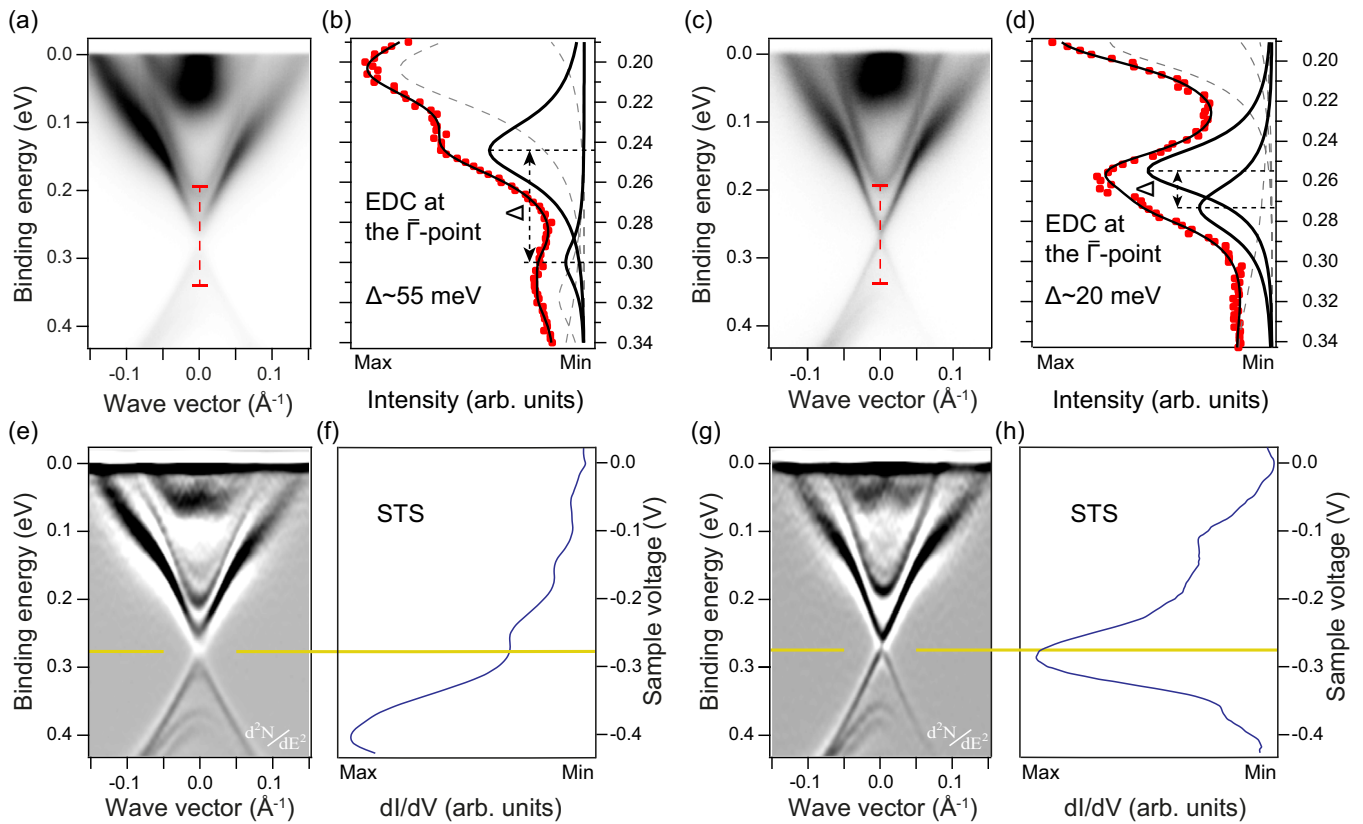 (a)
(b)
(c)
(d)
0.0
0.1
0.2
0.3
0.4
Binding energy (eV)
-0.1
0.0
0.1
Wave vector (Å⁻¹)
EDC at
the Γ̄-point
Δ
Δ~55 meV
0.20
0.22
0.24
0.26
0.28
0.30
0.32
0.34
Max
Min
Intensity (arb. units)
0.0
0.1
0.2
0.3
0.4
Binding energy (eV)
-0.1
0.0
0.1
Wave vector (Å⁻¹)
EDC at
the Γ̄-point
Δ
Δ~20 meV
0.20
0.22
0.24
0.26
0.28
0.30
0.32
0.34
Max
Min
Intensity (arb. units)
(e)
(f)
(g)
(h)
0.0
0.1
0.2
0.3
0.4
Binding energy (eV)
d²N/dE²
-0.1
0.0
0.1
Wave vector (Å⁻¹)
STS
0.0
-0.1
-0.2
-0.3
-0.4
Sample voltage (V)
Max
Min
dI/dV (arb. units)
0.0
0.1
0.2
0.3
0.4
Binding energy (eV)
d²N/dE²
-0.1
0.0
0.1
Wave vector (Å⁻¹)
STS
0.0
-0.1
-0.2
-0.3
-0.4
Sample voltage (V)
Max
Min
dI/dV (arb. units)